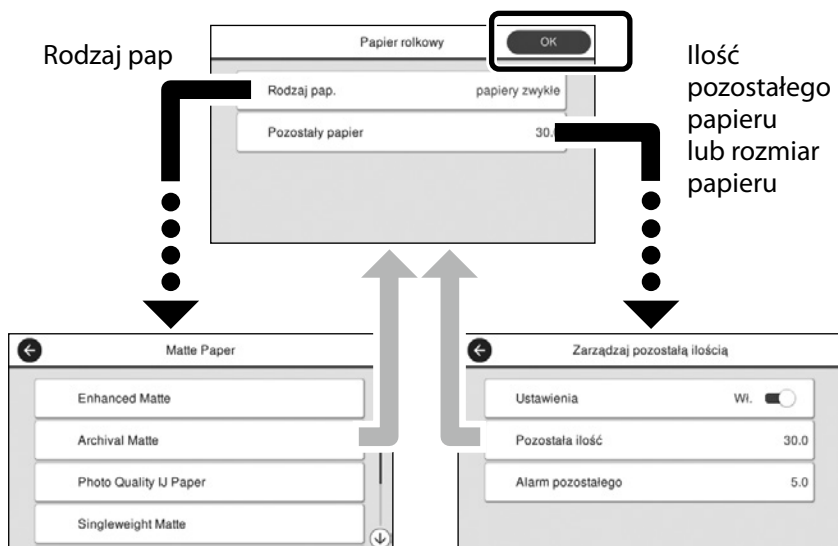 Rodzaj pap
Papier rolkowy
OK
Rodzaj pap.
papiery zwykłe
Pozostały papier
30.
Ilość
pozostałego
papieru
lub rozmiar
papieru
Matte Paper
Enhanced Matte
Archival Matte
Photo Quality IJ Paper
Singleweight Matte
Zarządzaj pozostałą ilością
Ustawienia
Wł.
Pozostała ilość
30.0
Alarm pozostałego
5.0